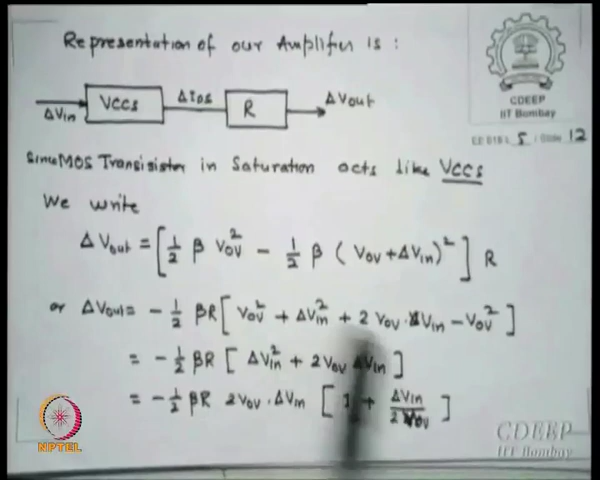 Representation of our Amplifier is :
CDEEP
IIT Bombay
EE 618 L 5 / Slide 12
ΔVin
VCCS
ΔIDS
R
ΔVout
Since MOS Transisistor in Saturation acts like VCCS
We write
ΔVout = [ 1/2 β VOV² - 1/2 β ( VOV + ΔVin )² ] R
or ΔVout = - 1/2 βR [ VOV² + ΔVin² + 2 VOV · ΔVin - VOV² ]
= - 1/2 βR [ ΔVin² + 2VOV ΔVin ]
= - 1/2 βR 2VOV · ΔVin [ 1 + ΔVin / 2VOV ]
NPTEL
CDEEP
IIT Bombay